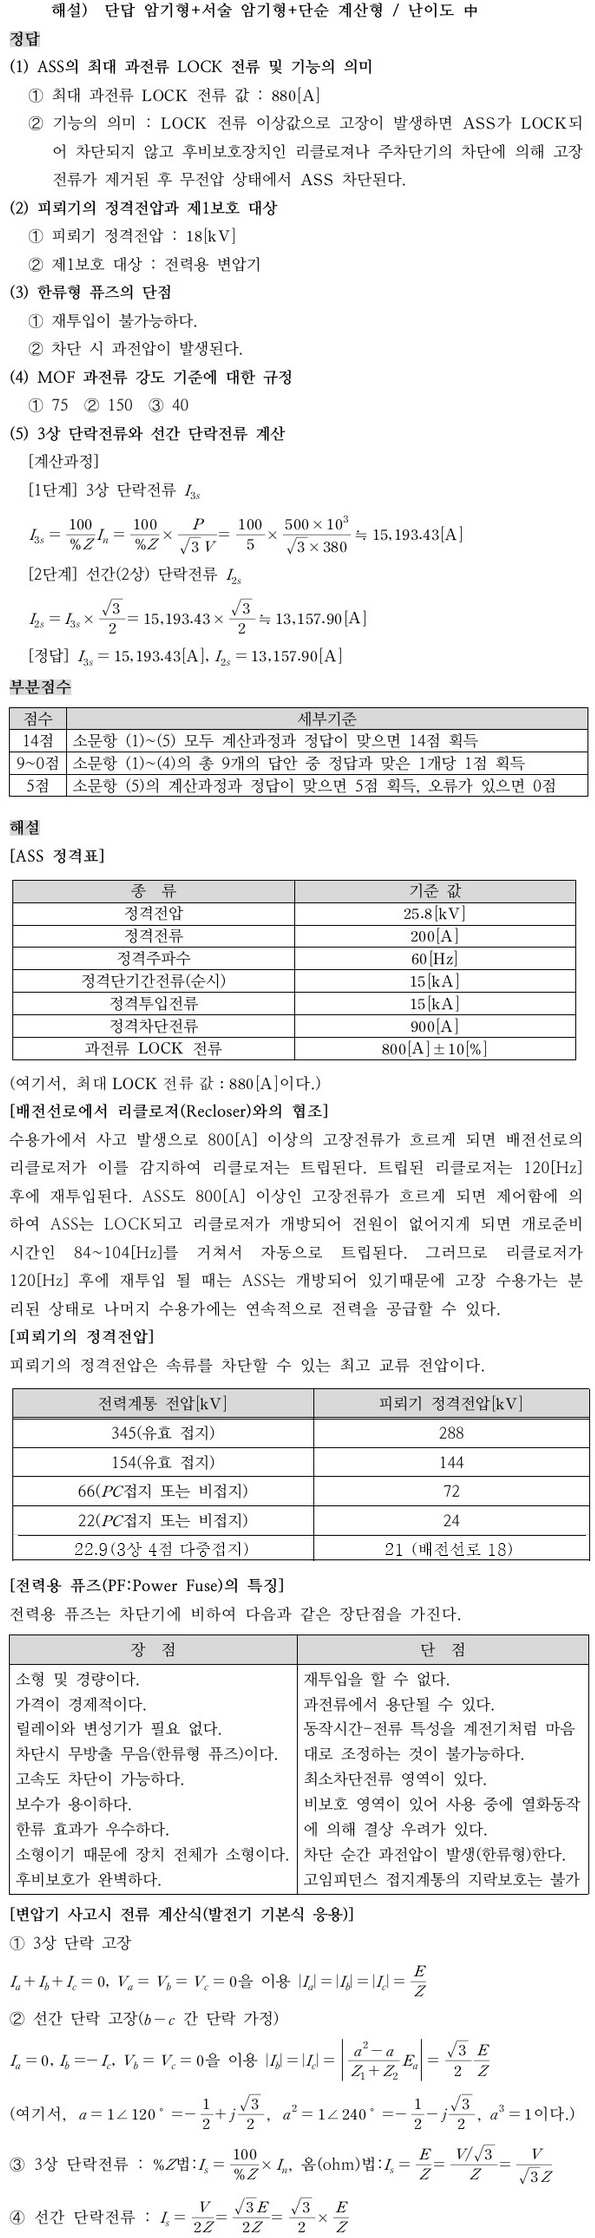 해설) 단답 암기형+서술 암기형+단순 계산형 / 난이도 中
정답
(1) ASS의 최대 과전류 LOCK 전류 및 기능의 의미
① 최대 과전류 LOCK 전류 값 : 880[A]
② 기능의 의미 : LOCK 전류 이상값으로 고장이 발생하면 ASS가 LOCK되
어 차단되지 않고 후비보호장치인 리클로져나 주차단기의 차단에 의해 고장
전류가 제거된 후 무전압 상태에서 ASS 차단된다.
(2) 피뢰기의 정격전압과 제1보호 대상
① 피뢰기 정격전압 : 18[kV]
② 제1보호 대상 : 전력용 변압기
(3) 한류형 퓨즈의 단점
① 재투입이 불가능하다.
② 차단 시 과전압이 발생된다.
(4) MOF 과전류 강도 기준에 대한 규정
① 75 ② 150 ③ 40
(5) 3상 단락전류와 선간 단락전류 계산
[계산과정]
[1단계] 3상 단락전류 I_{3s}
I_{3s} = \frac{100}{%Z} I_n = \frac{100}{%Z} × \frac{P}{\sqrt{3} V} = \frac{100}{5} × \frac{500×10^3}{\sqrt{3}×380} ≒ 15,193.43[A]
[2단계] 선간(2상) 단락전류 I_{2s}
I_{2s} = I_{3s} × \frac{\sqrt{3}}{2} = 15,193.43 × \frac{\sqrt{3}}{2} ≒ 13,157.90[A]
[정답] I_{3s} = 15,193.43[A], I_{2s} = 13,157.90[A]
부분점수
점수 세부기준
14점 소문항 (1)~(5) 모두 계산과정과 정답이 맞으면 14점 획득
9~0점 소문항 (1)~(4)의 총 9개의 답안 중 정답과 맞은 1개당 1점 획득
5점 소문항 (5)의 계산과정과 정답이 맞으면 5점 획득, 오류가 있으면 0점
해설
[ASS 정격표]
종 류 기준 값
정격전압 25.8[kV]
정격전류 200[A]
정격주파수 60[Hz]
정격단기간전류(순시) 15[kA]
정격투입전류 15[kA]
정격차단전류 900[A]
과전류 LOCK 전류 800[A]±10[%]
(여기서, 최대 LOCK 전류 값 : 880[A]이다.)
[배전선로에서 리클로져(Recloser)와의 협조]
수용가에서 사고 발생으로 800[A] 이상의 고장전류가 흐르게 되면 배전선로의
리클로저가 이를 감지하여 리클로저는 트립된다. 트립된 리클로저는 120[Hz]
후에 재투입된다. ASS도 800[A] 이상인 고장전류가 흐르게 되면 제어함에 의
하여 ASS는 LOCK되고 리클로저가 개방되어 전원이 없어지게 되면 개로준비
시간인 84~104[Hz]를 거쳐서 자동으로 트립된다. 그러므로 리클로저가
120[Hz] 후에 재투입 될 때는 ASS는 개방되어 있기때문에 고장 수용가는 분
리된 상태로 나머지 수용가에는 연속적으로 전력을 공급할 수 있다.
[피뢰기의 정격전압]
피뢰기의 정격전압은 속류를 차단할 수 있는 최고 교류 전압이다.
전력계통 전압[kV] 피뢰기 정격전압[kV]
345(유효 접지) 288
154(유효 접지) 144
66(PC접지 또는 비접지) 72
22(PC접지 또는 비접지) 24
22.9(3상 4점 다중접지) 21 (배전선로 18)
[전력용 퓨즈(PF:Power Fuse)의 특징]
전력용 퓨즈는 차단기에 비하여 다음과 같은 장단점을 가진다.
장 점 단 점
소형 및 경량이다. 재투입을 할 수 없다.
가격이 경제적이다. 과전류에서 용단될 수 있다.
릴레이와 변성기가 필요 없다. 동작시간-전류 특성을 계전기처럼 마음
차단시 무방출 무음(한류형 퓨즈)이다. 대로 조정하는 것이 불가능하다.
고속도 차단이 가능하다. 최소차단전류 영역이 있다.
보수가 용이하다. 비보호 영역이 있어 사용 중에 열화동작
한류 효과가 우수하다. 에 의해 결상 우려가 있다.
소형이기 때문에 장치 전체가 소형이다. 차단 순간 과전압이 발생(한류형)한다.
후비보호가 완벽하다. 고임피던스 접지계통의 지락보호는 불가
[변압기 사고시 전류 계산식(발전기 기본식 응용)]
① 3상 단락 고장
I_a + I_b + I_c = 0, V_a = V_b = V_c = 0을 이용 |I_a| = |I_b| = |I_c| = \frac{E}{Z}
② 선간 단락 고장(b-c 간 단락 가정)
I_a = 0, I_b = -I_c, V_b = V_c = 0을 이용 |I_b| = |I_c| = |\frac{a^2-a}{Z_1+Z_2} E_a| = \frac{\sqrt{3}}{2} \frac{E}{Z}
(여기서, a = 1∠120° = -\frac{1}{2} + j\frac{\sqrt{3}}{2}, a^2 = 1∠240° = -\frac{1}{2} - j\frac{\sqrt{3}}{2}, a^3 = 1이다.)
③ 3상 단락전류 : %Z법: I_s = \frac{100}{%Z} × I_n, 옴(ohm)법: I_s = \frac{E}{Z} = \frac{V/\sqrt{3}}{Z} = \frac{V}{\sqrt{3}Z}
④ 선간 단락전류 : I_s = \frac{V}{2Z} = \frac{\sqrt{3}E}{2Z} = \frac{\sqrt{3}}{2} × \frac{E}{Z}